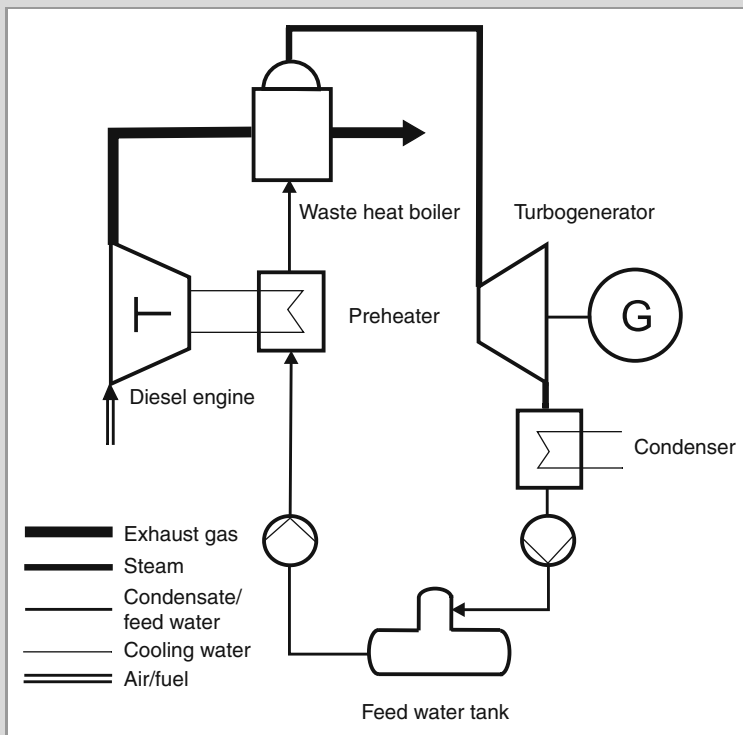 Waste heat boiler
Turbogenerator
T
Preheater
G
Diesel engine
Condenser
Exhaust gas
Steam
Condensate/
feed water
Cooling water
Air/fuel
Feed water tank